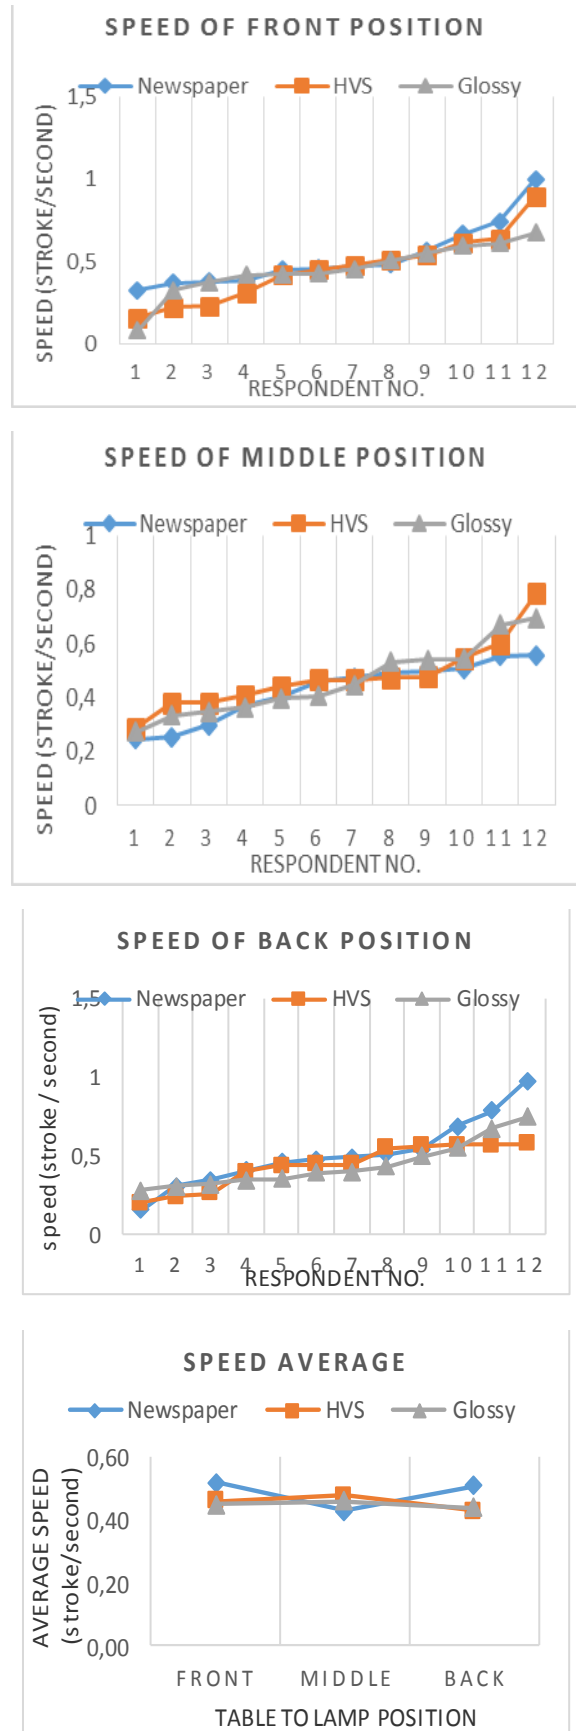 SPEED OF FRONT POSITION
Newspaper HVS Glossy
SPEED (STROKE/SECOND)
1,5
1
0,5
0
1 2 3 4 5 6 7 8 9 10 11 12
RESPONDENT NO.
SPEED OF MIDDLE POSITION
Newspaper HVS Glossy
SPEED (STROKE/SECOND)
1
0,8
0,6
0,4
0,2
0
1 2 3 4 5 6 7 8 9 10 11 12
RESPONDENT NO.
SPEED OF BACK POSITION
Newspaper HVS Glossy
speed (stroke / second)
1,5
1
0,5
0
1 2 3 4 5 6 7 8 9 10 11 12
RESPONDENT NO.
SPEED AVERAGE
Newspaper HVS Glossy
AVERAGE SPEED
(stroke/second)
0,60
0,40
0,20
0,00
FRONT MIDDLE BACK
TABLE TO LAMP POSITION